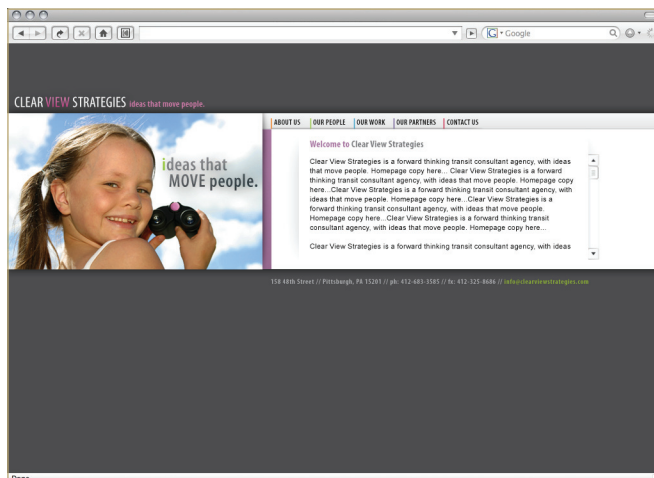 Google
CLEAR VIEW STRATEGIES ideas that move people.
ABOUT US OUR PEOPLE OUR WORK OUR PARTNERS CONTACT US
ideas that
MOVE people.
Welcome to Clear View Strategies
Clear View Strategies is a forward thinking transit consultant agency, with ideas
that move people. Homepage copy here... Clear View Strategies is a forward
thinking transit consultant agency, with ideas that move people. Homepage copy
here...Clear View Strategies is a forward thinking transit consultant agency, with
ideas that move people. Homepage copy here...Clear View Strategies is a
forward thinking transit consultant agency, with ideas that move people.
Homepage copy here...Clear View Strategies is a forward thinking transit
consultant agency, with ideas that move people. Homepage copy here...
Clear View Strategies is a forward thinking transit consultant agency, with ideas
158 48th Street // Pittsburgh, PA 15201 // ph: 412-683-3585 // fx: 412-325-8686 // info@clearviewstrategies.com